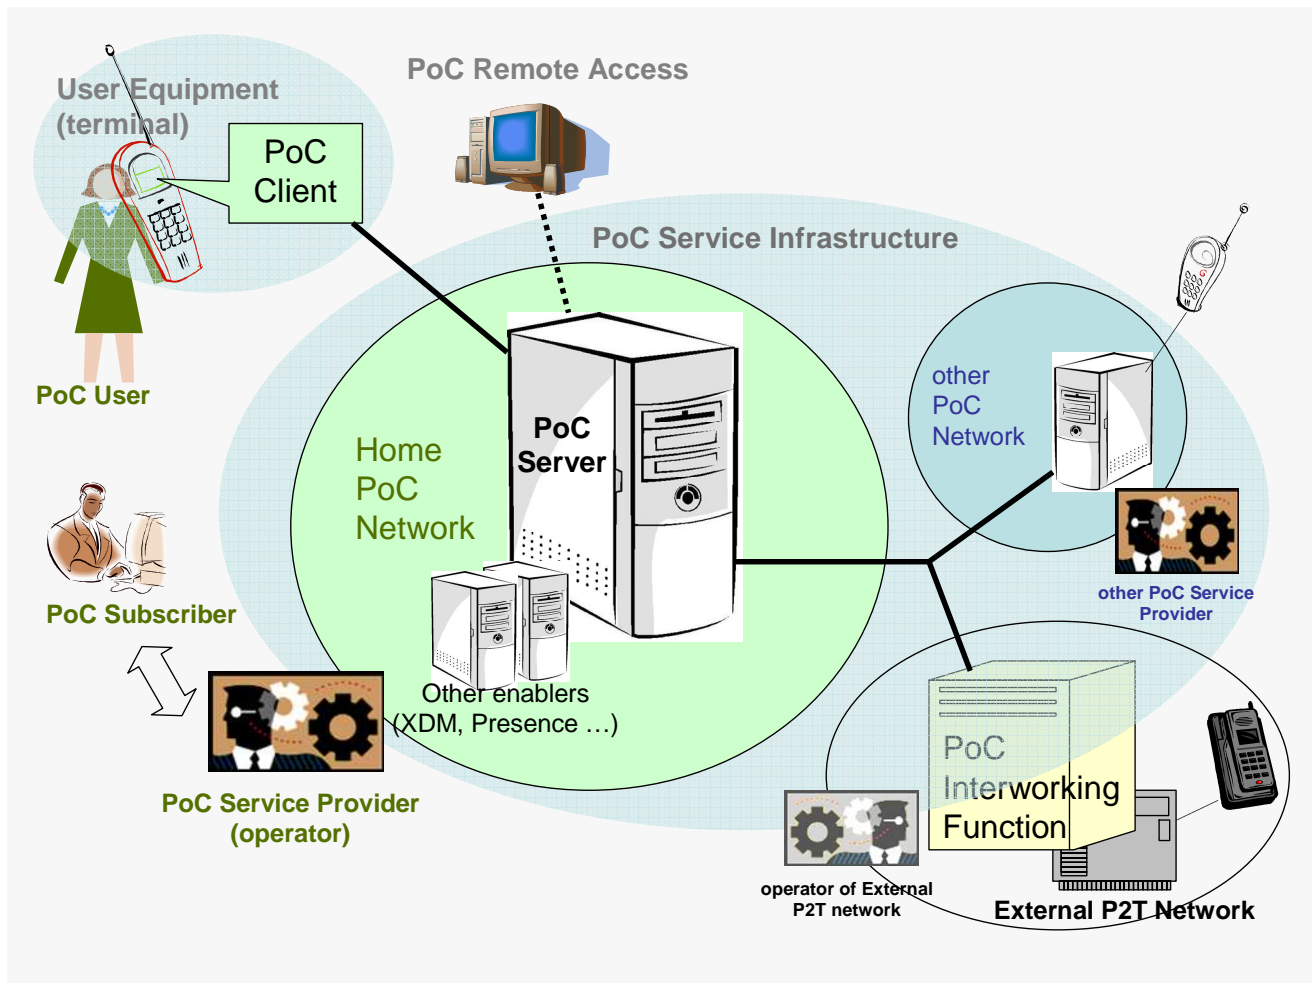 PoC Remote Access
User Equipment
(terminal)
PoC
Client
PoC Service Infrastructure
PoC User
other
PoC
Network
PoC
Server
Home
PoC
Network
PoC Subscriber
other PoC Service
Provider
Other enablers
(XDM, Presence …)
PoC Service Provider
(operator)
PoC
Interworking
Function
operator of External
P2T network
External P2T Network